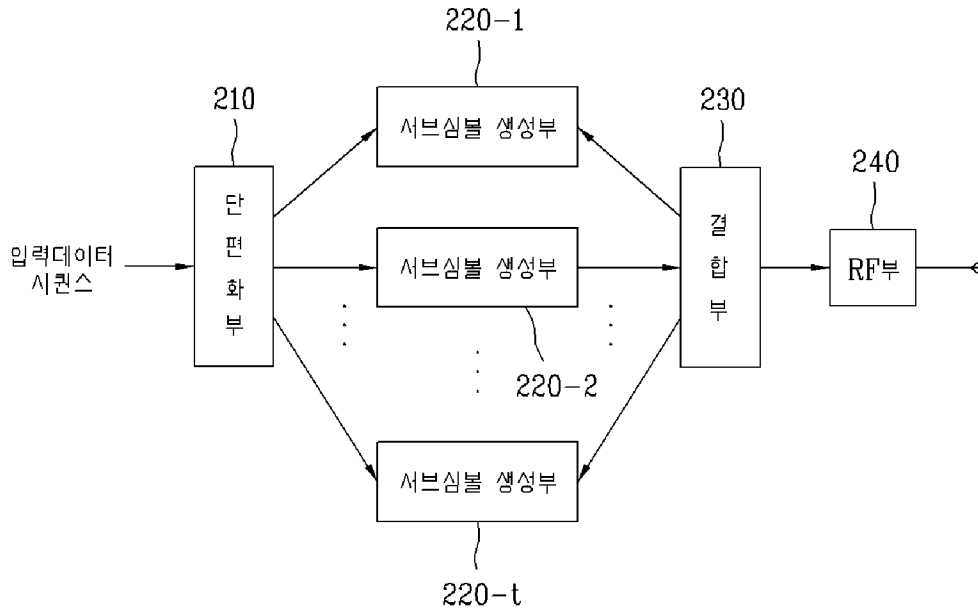 220-1
210
서브심볼 생성부
230
240
단
편
화
부
입력데이터
시퀀스
서브심볼 생성부
결
합
부
RF부
220-2
서브심볼 생성부
220-t